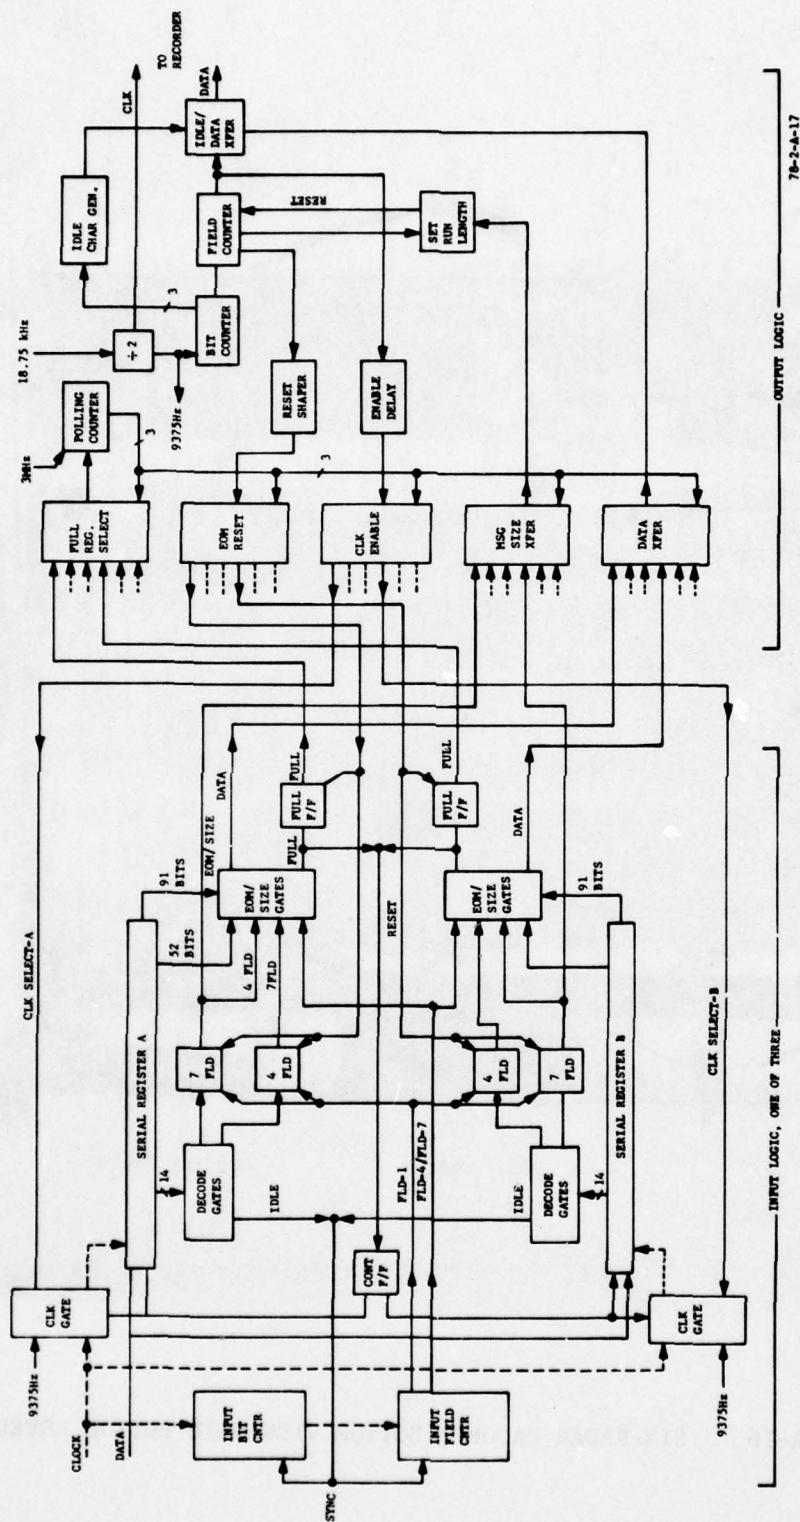 TO
RECORDER
CLK
DATA
IDLE/
DATA
XFER
IDLE
CHAR GEN.
FIELD
COUNTER
RESET
SET
RUN
LENGTH
3
18.75 kHz
÷2
BIT
COUNTER
9375Hz
RESET
SHAPER
ENABLE
DELAY
3MHz
POLLING
COUNTER
3
3
FULL
REG.
SELECT
EOM
RESET
CLK
ENABLE
MSG
SIZE
XFER
DATA
XFER
OUTPUT LOGIC
78-2-A-17
CLK SELECT-A
EOM/SIZE
DATA
FULL
FULL
F/F
FULL
FULL
FULL
F/F
DATA
91
BITS
52
BITS
EOM/
SIZE
GATES
4 FLD
7FLD
RESET
EOM/
SIZE
GATES
91
BITS
SERIAL REGISTER A
7
FLD
4
FLD
4
FLD
7
FLD
SERIAL REGISTER B
CLK SELECT-B
14
DECODE
GATES
IDLE
FLD=1
FLD=4/FLD-7
IDLE
DECODE
GATES
14
CLK
GATE
CONT
F/F
CLK
GATE
9375Hz
9375Hz
CLOCK
DATA
INPUT
BIT
CNTR
INPUT
FIELD
CNTR
SYNC
INPUT LOGIC, ONE OF THREE